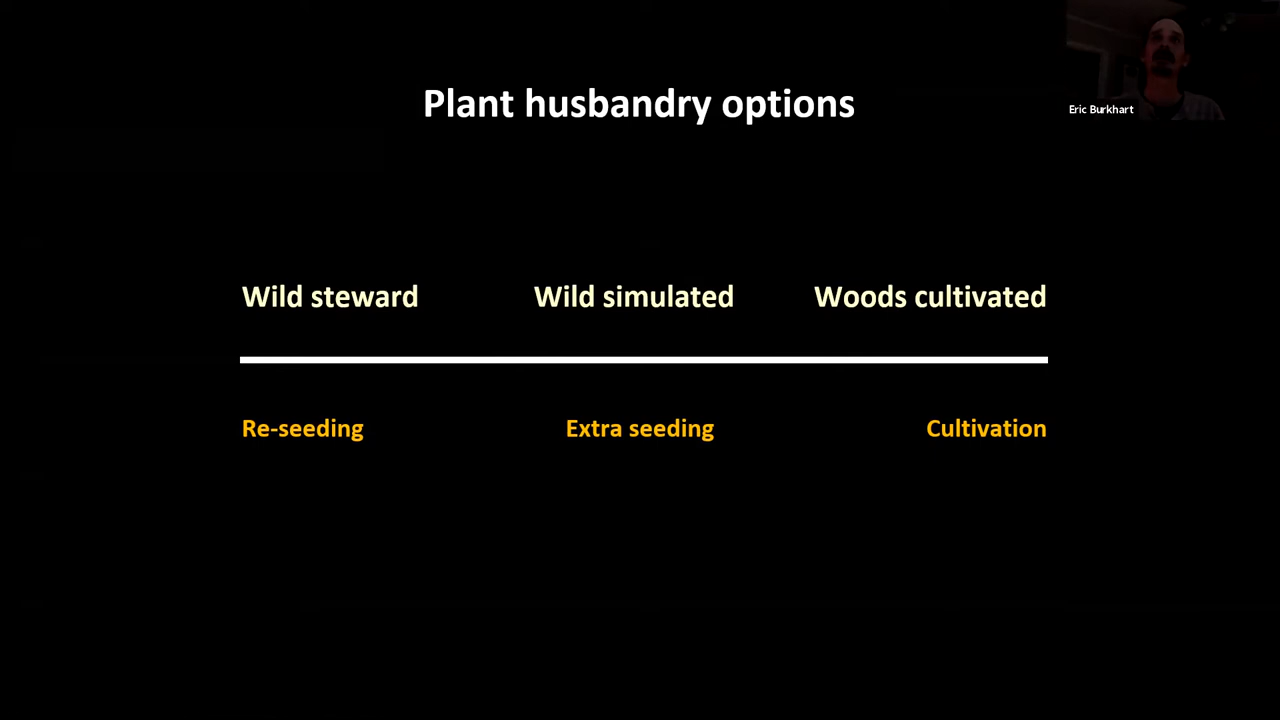 Plant husbandry options
Eric Burkhart
Wild steward Wild simulated Woods cultivated
Re-seeding Extra seeding Cultivation